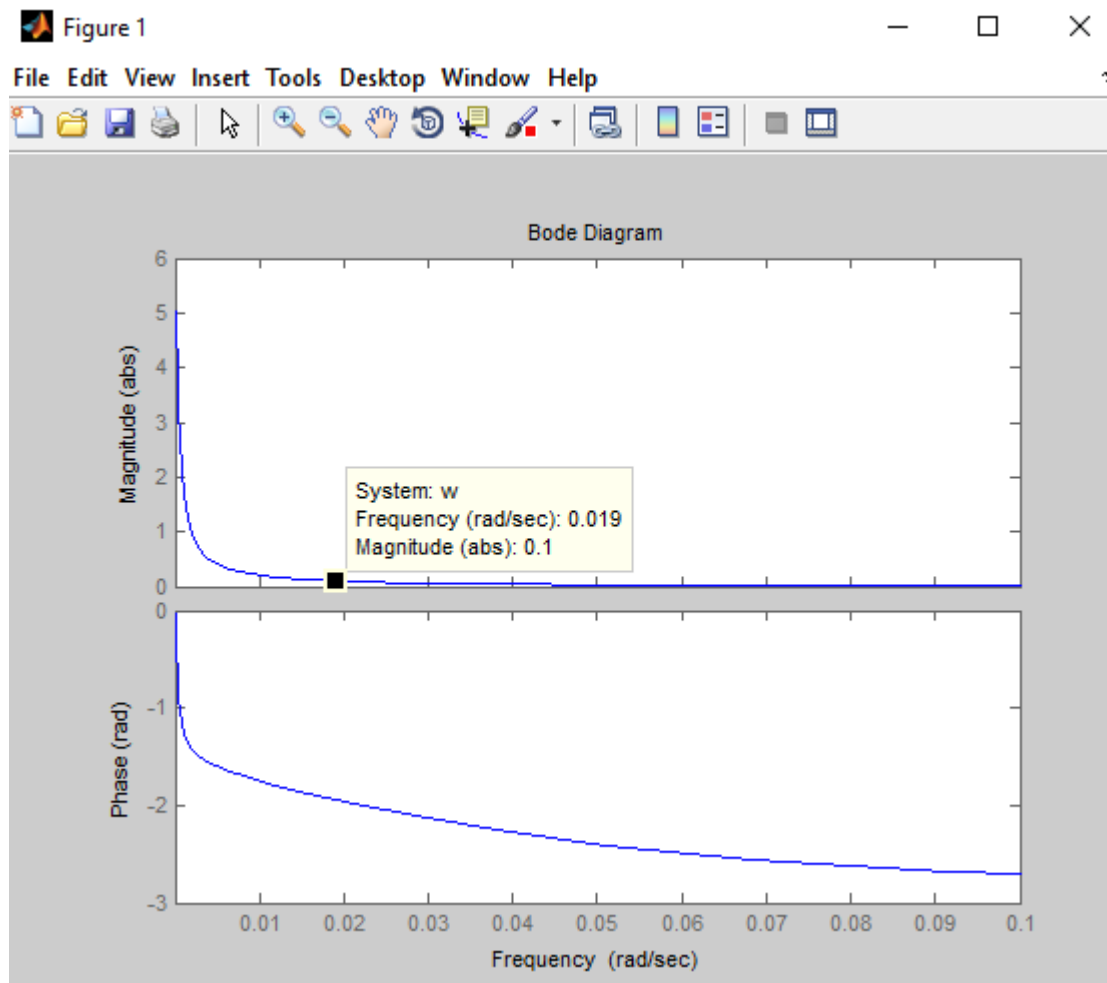 Figure 1
File Edit View Insert Tools Desktop Window Help
Bode Diagram
Magnitude (abs)
6
5
4
3
2
1
0
System: w
Frequency (rad/sec): 0.019
Magnitude (abs): 0.1
Phase (rad)
0
-1
-2
-3
0.01 0.02 0.03 0.04 0.05 0.06 0.07 0.08 0.09 0.1
Frequency (rad/sec)